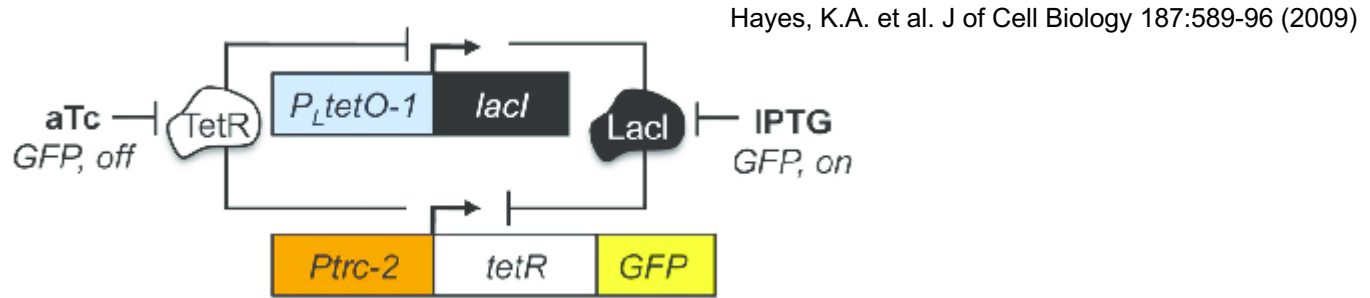 Hayes, K.A. et al. J of Cell Biology 187:589-96 (2009)
aTc
GFP, off
TetR
PLtetO-1
lacI
LacI
IPTG
GFP, on
Ptrc-2
tetR
GFP